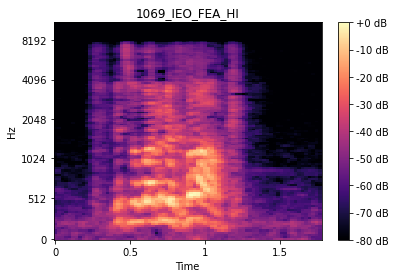 1069_IEO_FEA_HI
8192
4096
2048
1024
512
0
Hz
0
0.5
1
1.5
Time
+0 dB
-10 dB
-20 dB
-30 dB
-40 dB
-50 dB
-60 dB
-70 dB
-80 dB